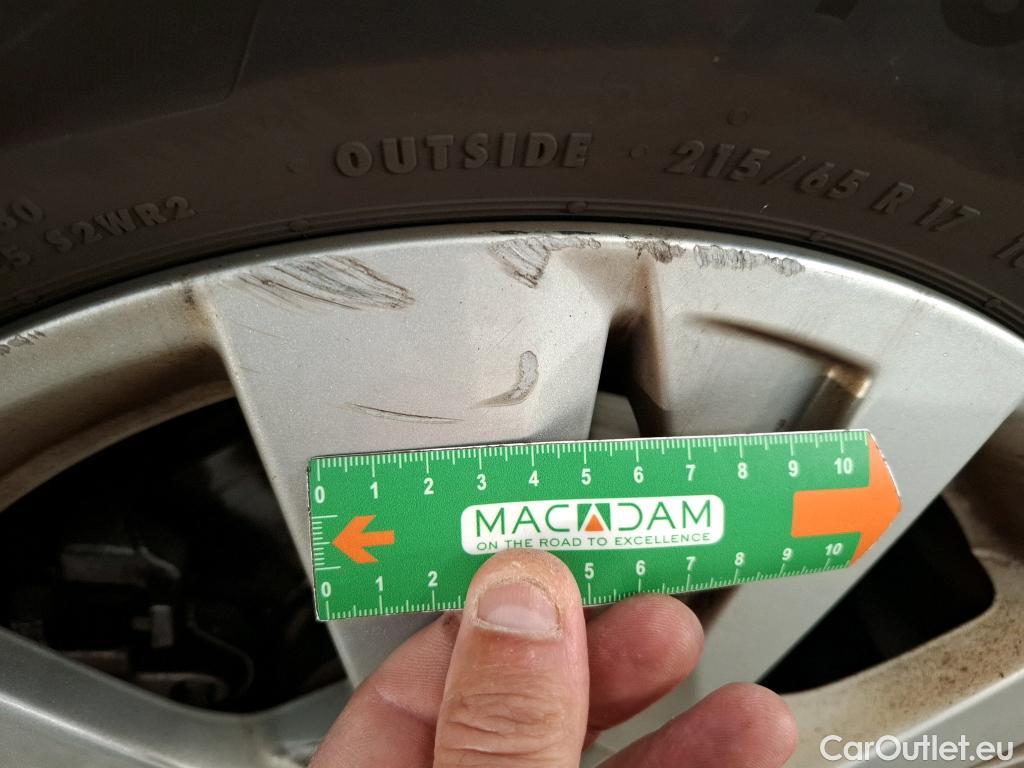 OUTSIDE • 215/65 R 17
S2WR2
0 1 2 3 4 5 6 7 8 9 10
MACADAM
ON THE ROAD TO EXCELLENCE
0 1 2 5 6 7 8 9 10
CarOutlet.eu